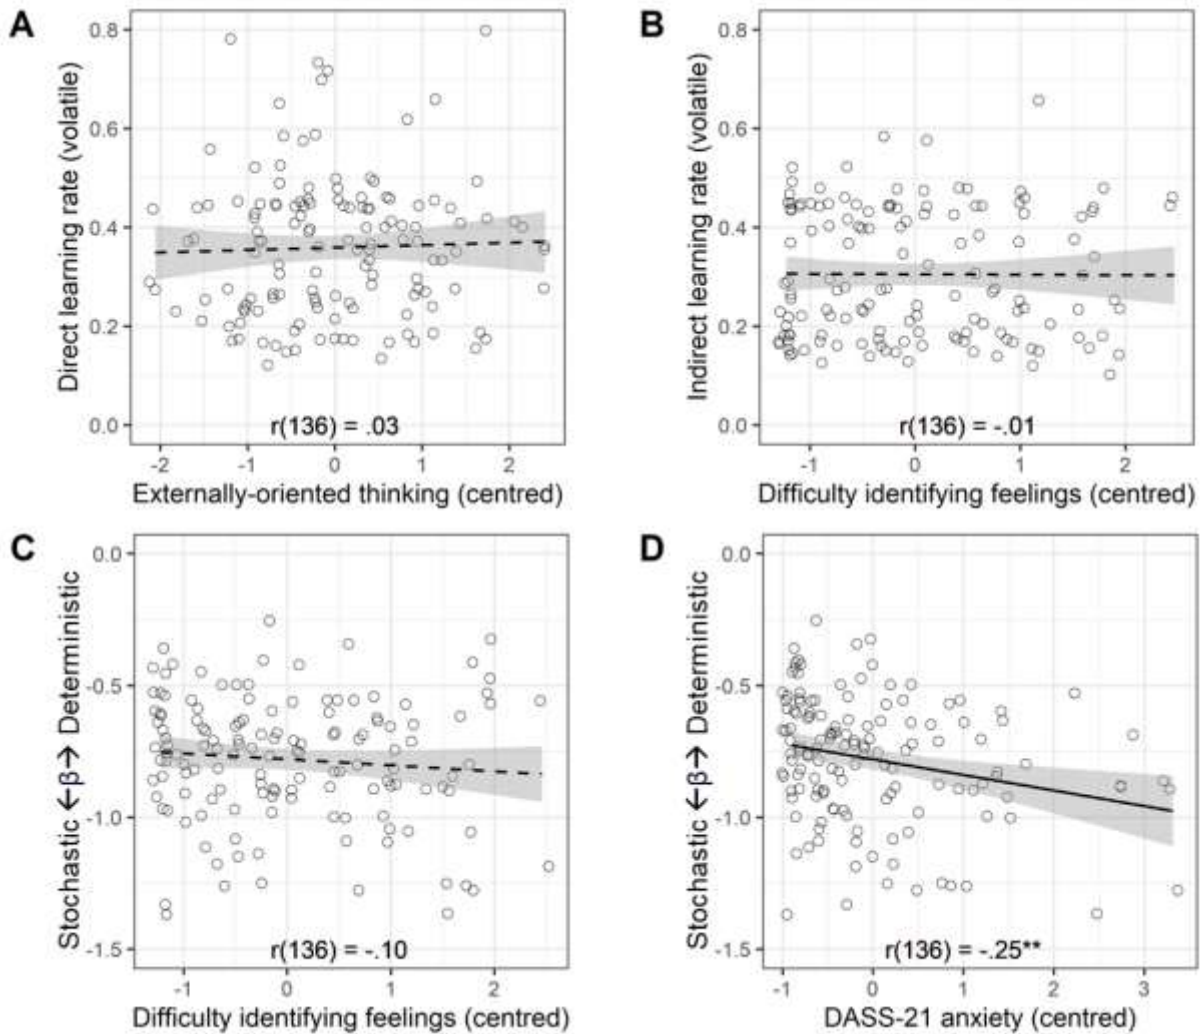 A
Direct learning rate (volatile)
0.8
0.6
0.4
0.2
0.0
r(136) = .03
-2 -1 0 1 2
Externally-oriented thinking (centred)
B
Indirect learning rate (volatile)
0.8
0.6
0.4
0.2
0.0
r(136) = -.01
-1 0 1 2
Difficulty identifying feelings (centred)
C
Stochastic ←β→ Deterministic
0.0
-0.5
-1.0
-1.5
r(136) = -.10
-1 0 1 2
Difficulty identifying feelings (centred)
D
Stochastic ←β→ Deterministic
0.0
-0.5
-1.0
-1.5
r(136) = -.25**
-1 0 1 2 3
DASS-21 anxiety (centred)